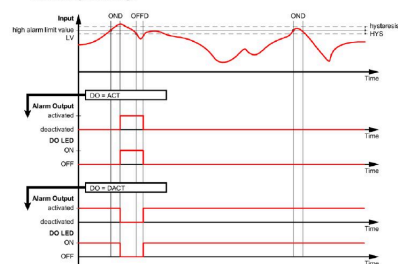 Input
OND OFFD OND
high alarm limit value
LV
hysteresis
HYS
Time
DO = ACT
Alarm Output
activated
deactivated
Time
DO LED
ON
OFF
Time
DO = DACT
Alarm Output
activated
deactivated
Time
DO LED
ON
OFF
Time